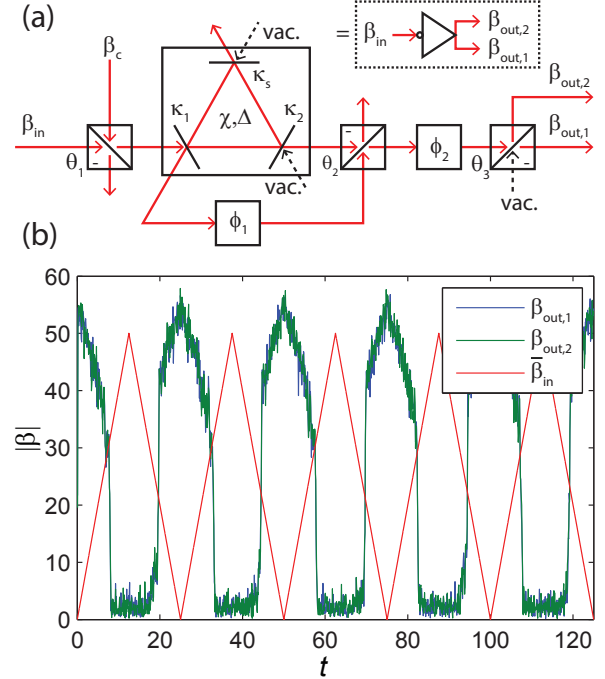 (a)
β_c
vac.
= β_in β_out,2
β_out,1
κ_s
β_out,2
β_in κ_1 χ,Δ κ_2 β_out,1
θ_1 - - vac. θ_2 - ϕ_2 θ_3 -
ϕ_1 vac.
(b)
60
50
40
30
20
10
0
|β|
β_out,1
β_out,2
β̅_in
0 20 40 60 80 100 120
t